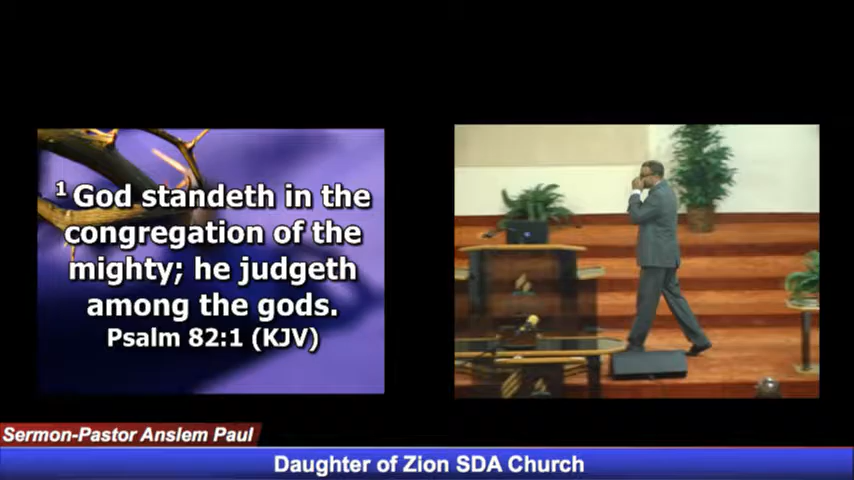 1 God standeth in the
congregation of the
mighty; he judgeth
among the gods.
Psalm 82:1 (KJV)
Sermon-Pastor Anslem Paul
Daughter of Zion SDA Church